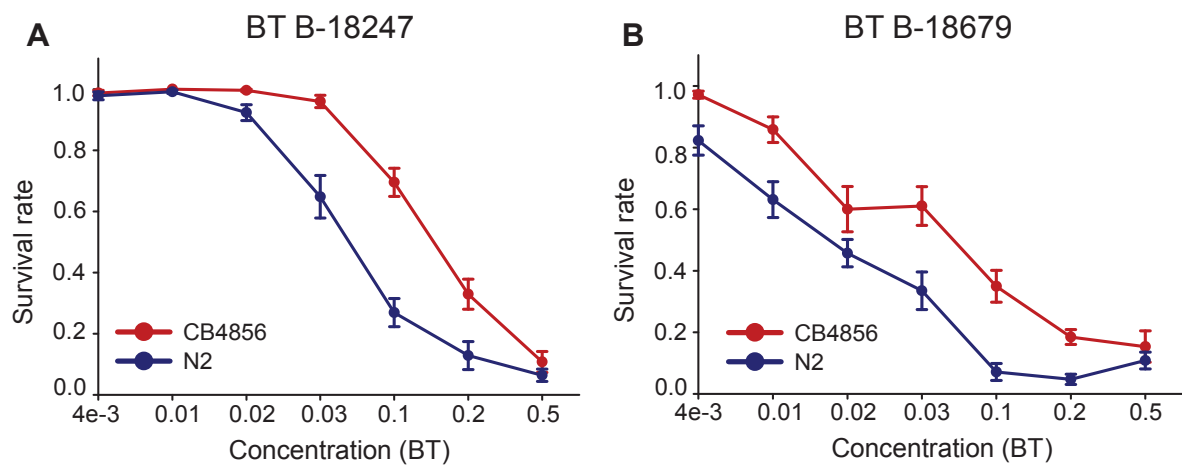 A
BT B-18247
Survival rate
1.0
0.8
0.6
0.4
0.2
0.0
CB4856
N2
4e-3 0.01 0.02 0.03 0.1 0.2 0.5
Concentration (BT)
B
BT B-18679
Survival rate
1.0
0.8
0.6
0.4
0.2
0.0
CB4856
N2
4e-3 0.01 0.02 0.03 0.1 0.2 0.5
Concentration (BT)